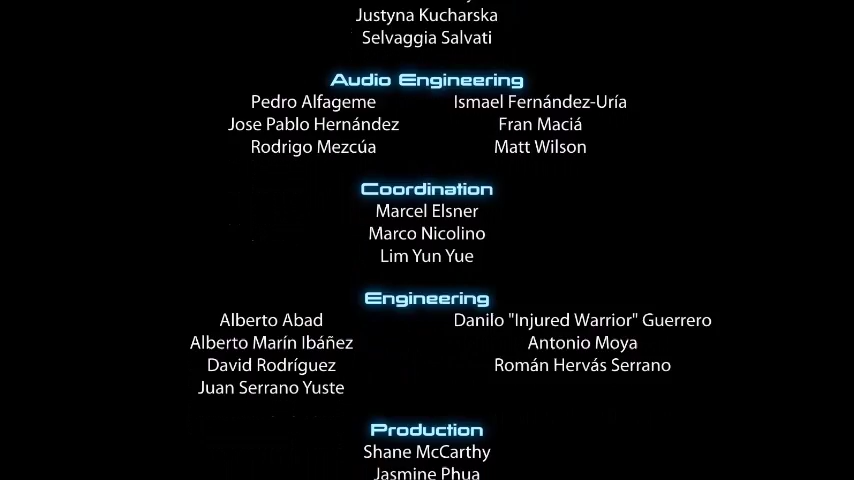 Justyna Kucharska
Selvaggia Salvati
Audio Engineering
Pedro Alfageme Ismael Fernández-Uría
Jose Pablo Hernández Fran Maciá
Rodrigo Mezcúa Matt Wilson
Coordination
Marcel Elsner
Marco Nicolino
Lim Yun Yue
Engineering
Alberto Abad Danilo "Injured Warrior" Guerrero
Alberto Marín Ibáñez Antonio Moya
David Rodríguez Román Hervás Serrano
Juan Serrano Yuste
Production
Shane McCarthy
Jasmine Phua